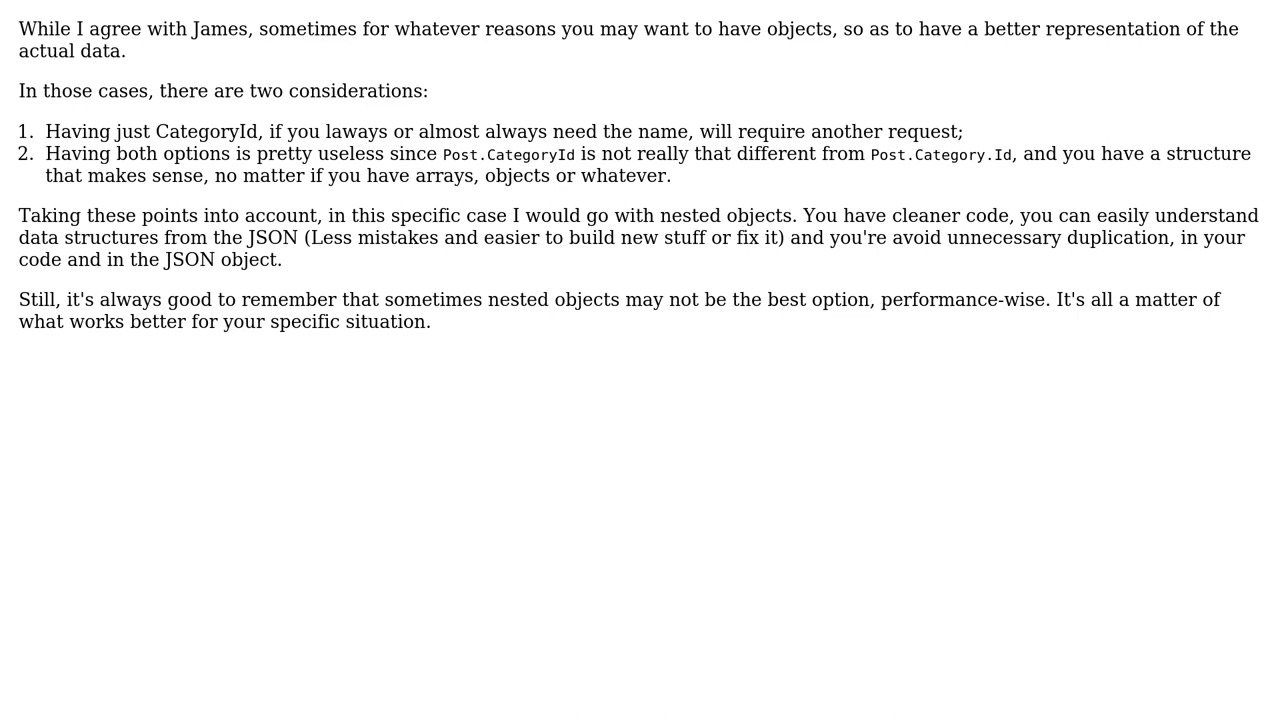 While I agree with James, sometimes for whatever reasons you may want to have objects, so as to have a better representation of the
actual data.
In those cases, there are two considerations:
1. Having just CategoryId, if you laways or almost always need the name, will require another request;
2. Having both options is pretty useless since Post.CategoryId is not really that different from Post.Category.Id, and you have a structure
that makes sense, no matter if you have arrays, objects or whatever.
Taking these points into account, in this specific case I would go with nested objects. You have cleaner code, you can easily understand
data structures from the JSON (Less mistakes and easier to build new stuff or fix it) and you're avoid unnecessary duplication, in your
code and in the JSON object.
Still, it's always good to remember that sometimes nested objects may not be the best option, performance-wise. It's all a matter of
what works better for your specific situation.